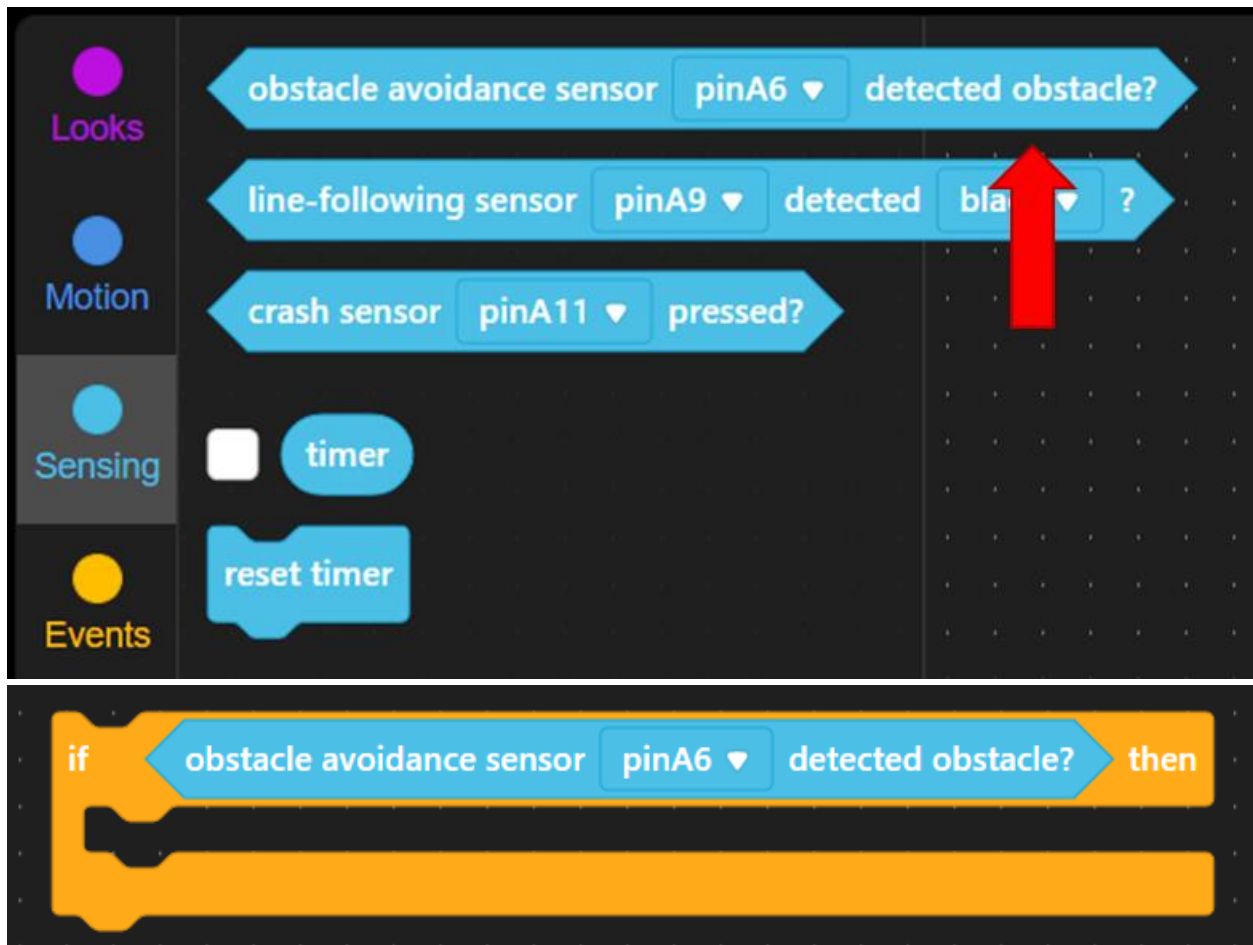 Looks
Motion
Sensing
Events
obstacle avoidance sensor pinA6 detected obstacle?
line-following sensor pinA9 detected ?
crash sensor pinA11 pressed?
timer
reset timer
if obstacle avoidance sensor pinA6 detected obstacle? then